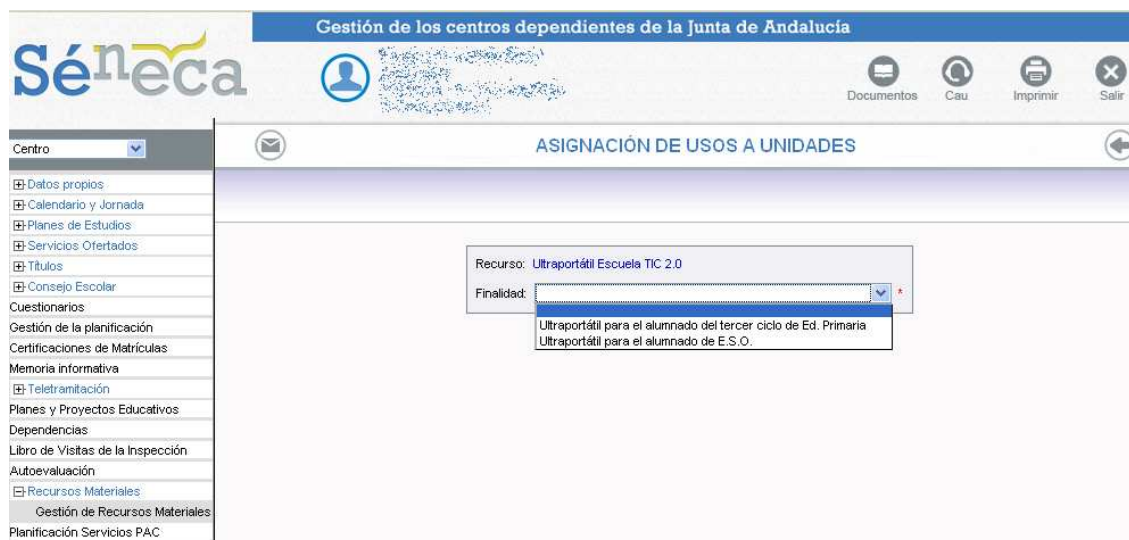 Gestión de los centros dependientes de la Junta de Andalucía
Séneca
Documentos
Cau
Imprimir
Salir
Centro
ASIGNACIÓN DE USOS A UNIDADES
Datos propios
Calendario y Jornada
Planes de Estudios
Servicios Ofertados
Títulos
Consejo Escolar
Cuestionarios
Gestión de la planificación
Certificaciones de Matrículas
Memoria informativa
Teletramitación
Planes y Proyectos Educativos
Dependencias
Libro de Visitas de la Inspección
Autoevaluación
Recursos Materiales
Gestión de Recursos Materiales
Planificación Servicios PAC
Recurso: Ultraportátil Escuela TIC 2.0
Finalidad: *
Ultraportátil para el alumnado del tercer ciclo de Ed. Primaria
Ultraportátil para el alumnado de E.S.O.